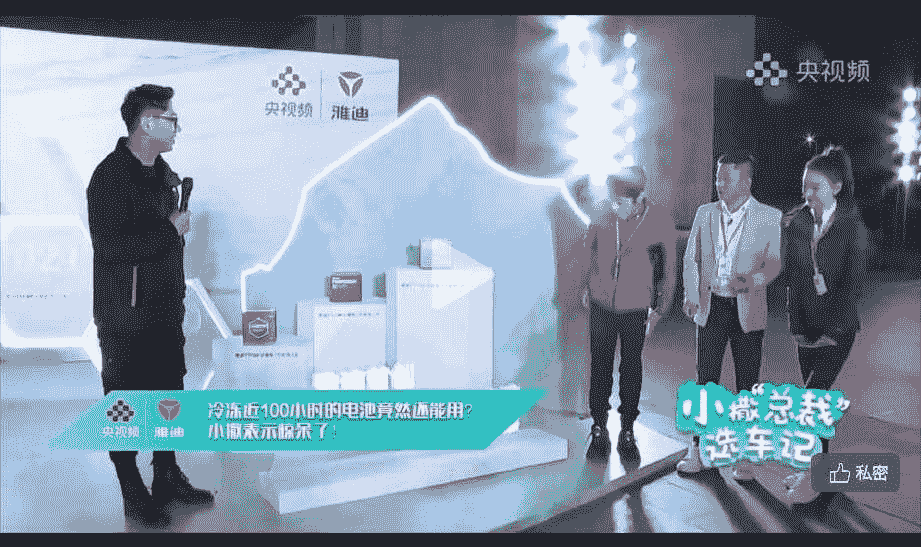 央视频
雅迪
央视频
央视频
雅迪
冷冻近100小时的电池竟然还能用？
小撒表示惊呆了！
小撒“总裁”
选车记
私密